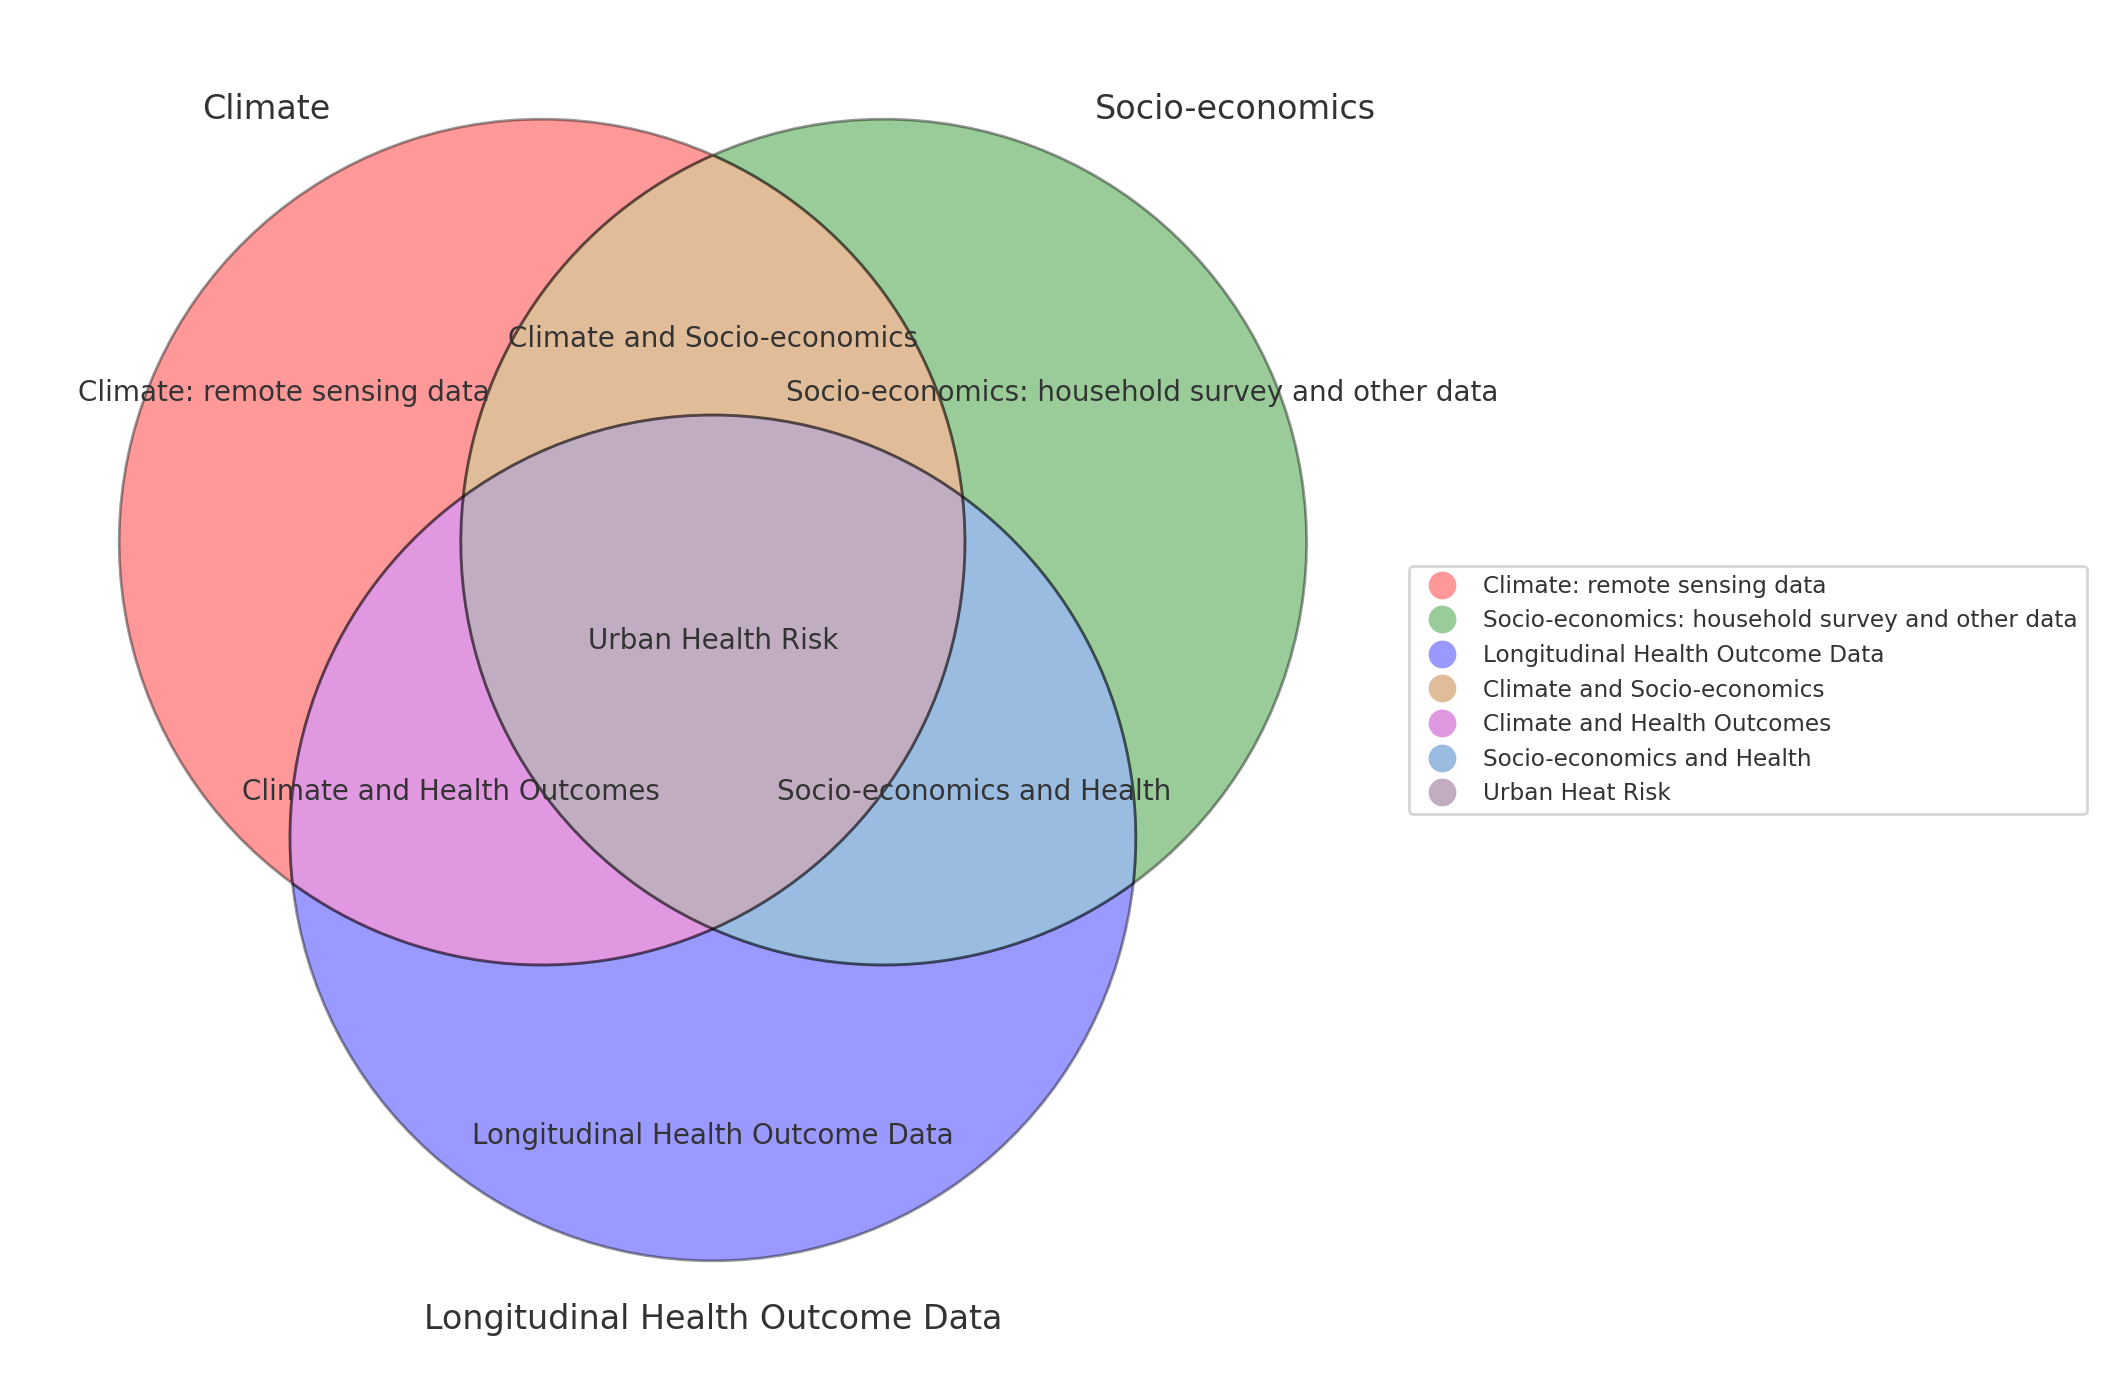 Climate
Socio-economics
Climate and Socio-economics
Climate: remote sensing data
Socio-economics: household survey and other data
Urban Health Risk
Climate and Health Outcomes
Socio-economics and Health
Longitudinal Health Outcome Data
Longitudinal Health Outcome Data
Climate: remote sensing data
Socio-economics: household survey and other data
Longitudinal Health Outcome Data
Climate and Socio-economics
Climate and Health Outcomes
Socio-economics and Health
Urban Heat Risk